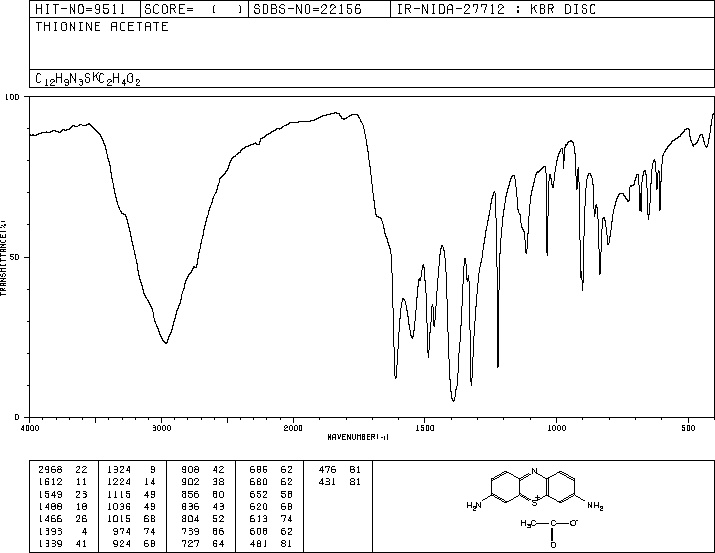 HIT-NO=9511 SCORE= ( ) SDBS-NO=22156 IR-NIDA-27712 : KBR DISC
THIONINE ACETATE
C12H9N3SKC2H4O2
100
50
0
TRANSMITTANCE(%)
4000 3000 2000 1500 1000 500
WAVENUMBER(-1)
2968 22 1324 9 908 42 686 62 476 81
1612 11 1224 14 902 38 680 62 431 81
1549 23 1115 49 856 60 652 58
1488 18 1036 49 836 43 620 68
1466 26 1015 68 804 52 613 74
1393 4 974 74 739 66 608 62
1339 41 924 68 727 64 481 81
N
H2N S+ NH2
H3C C O-
O